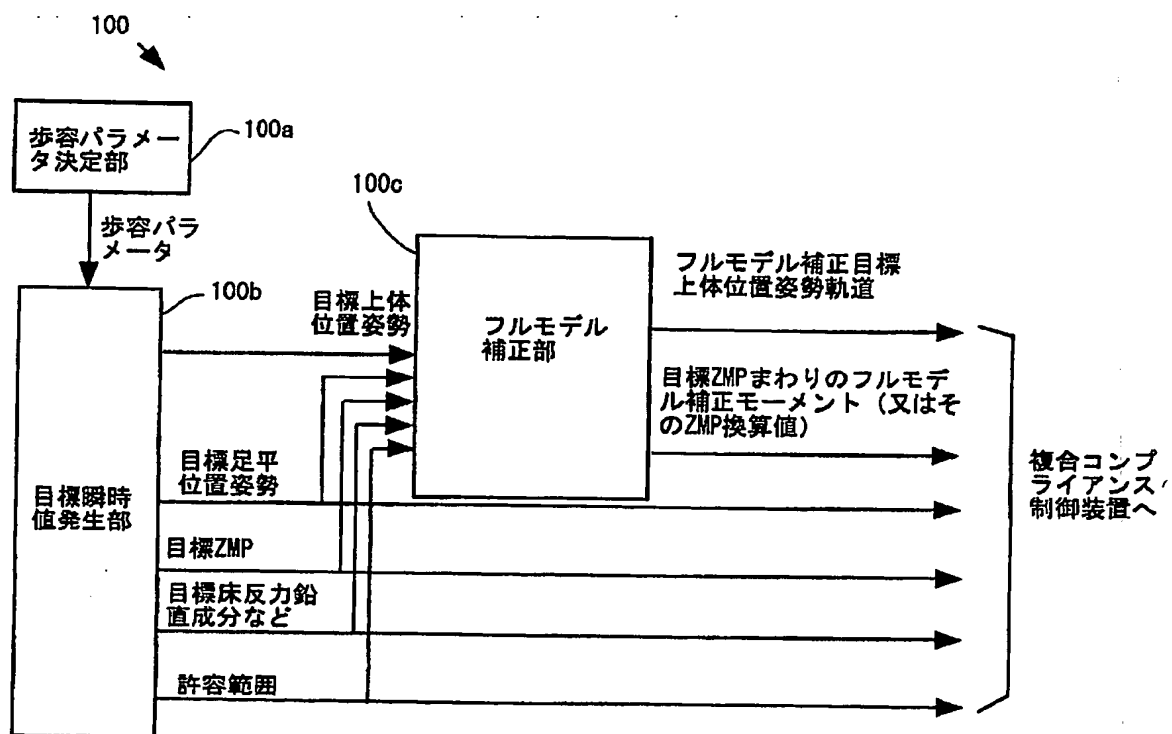 100
歩容パラメー
タ決定部
100a
歩容パラ
メータ
100b
目標瞬時
値発生部
100c
フルモデル
補正部
目標上体
位置姿勢
目標足平
位置姿勢
目標ZMP
目標床反力鉛
直成分など
許容範囲
フルモデル補正目標
上体位置姿勢軌道
目標ZMPまわりのフルモデ
ル補正モーメント（又はそ
のZMP換算値）
複合コンプ
ライアンス
制御装置へ